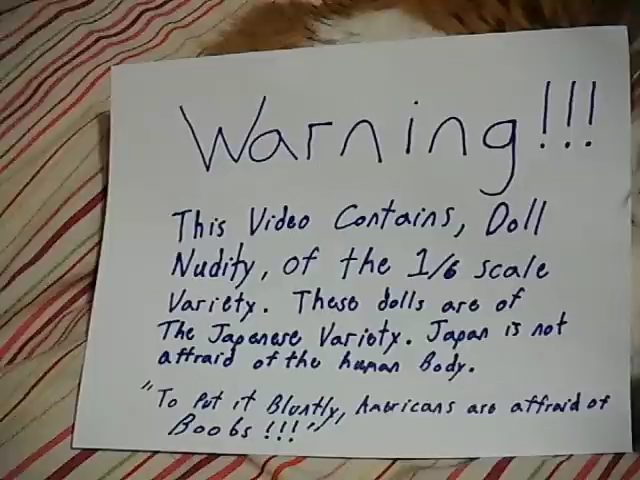 Warning!!!
This Video Contains, Doll
Nudity, of the 1/6 scale
Variety. These dolls are of
The Japenese Variety. Japan is not
affraid of the human Body.
"To Put it Bluntly, Americans are affraid of
Boobs!!!"